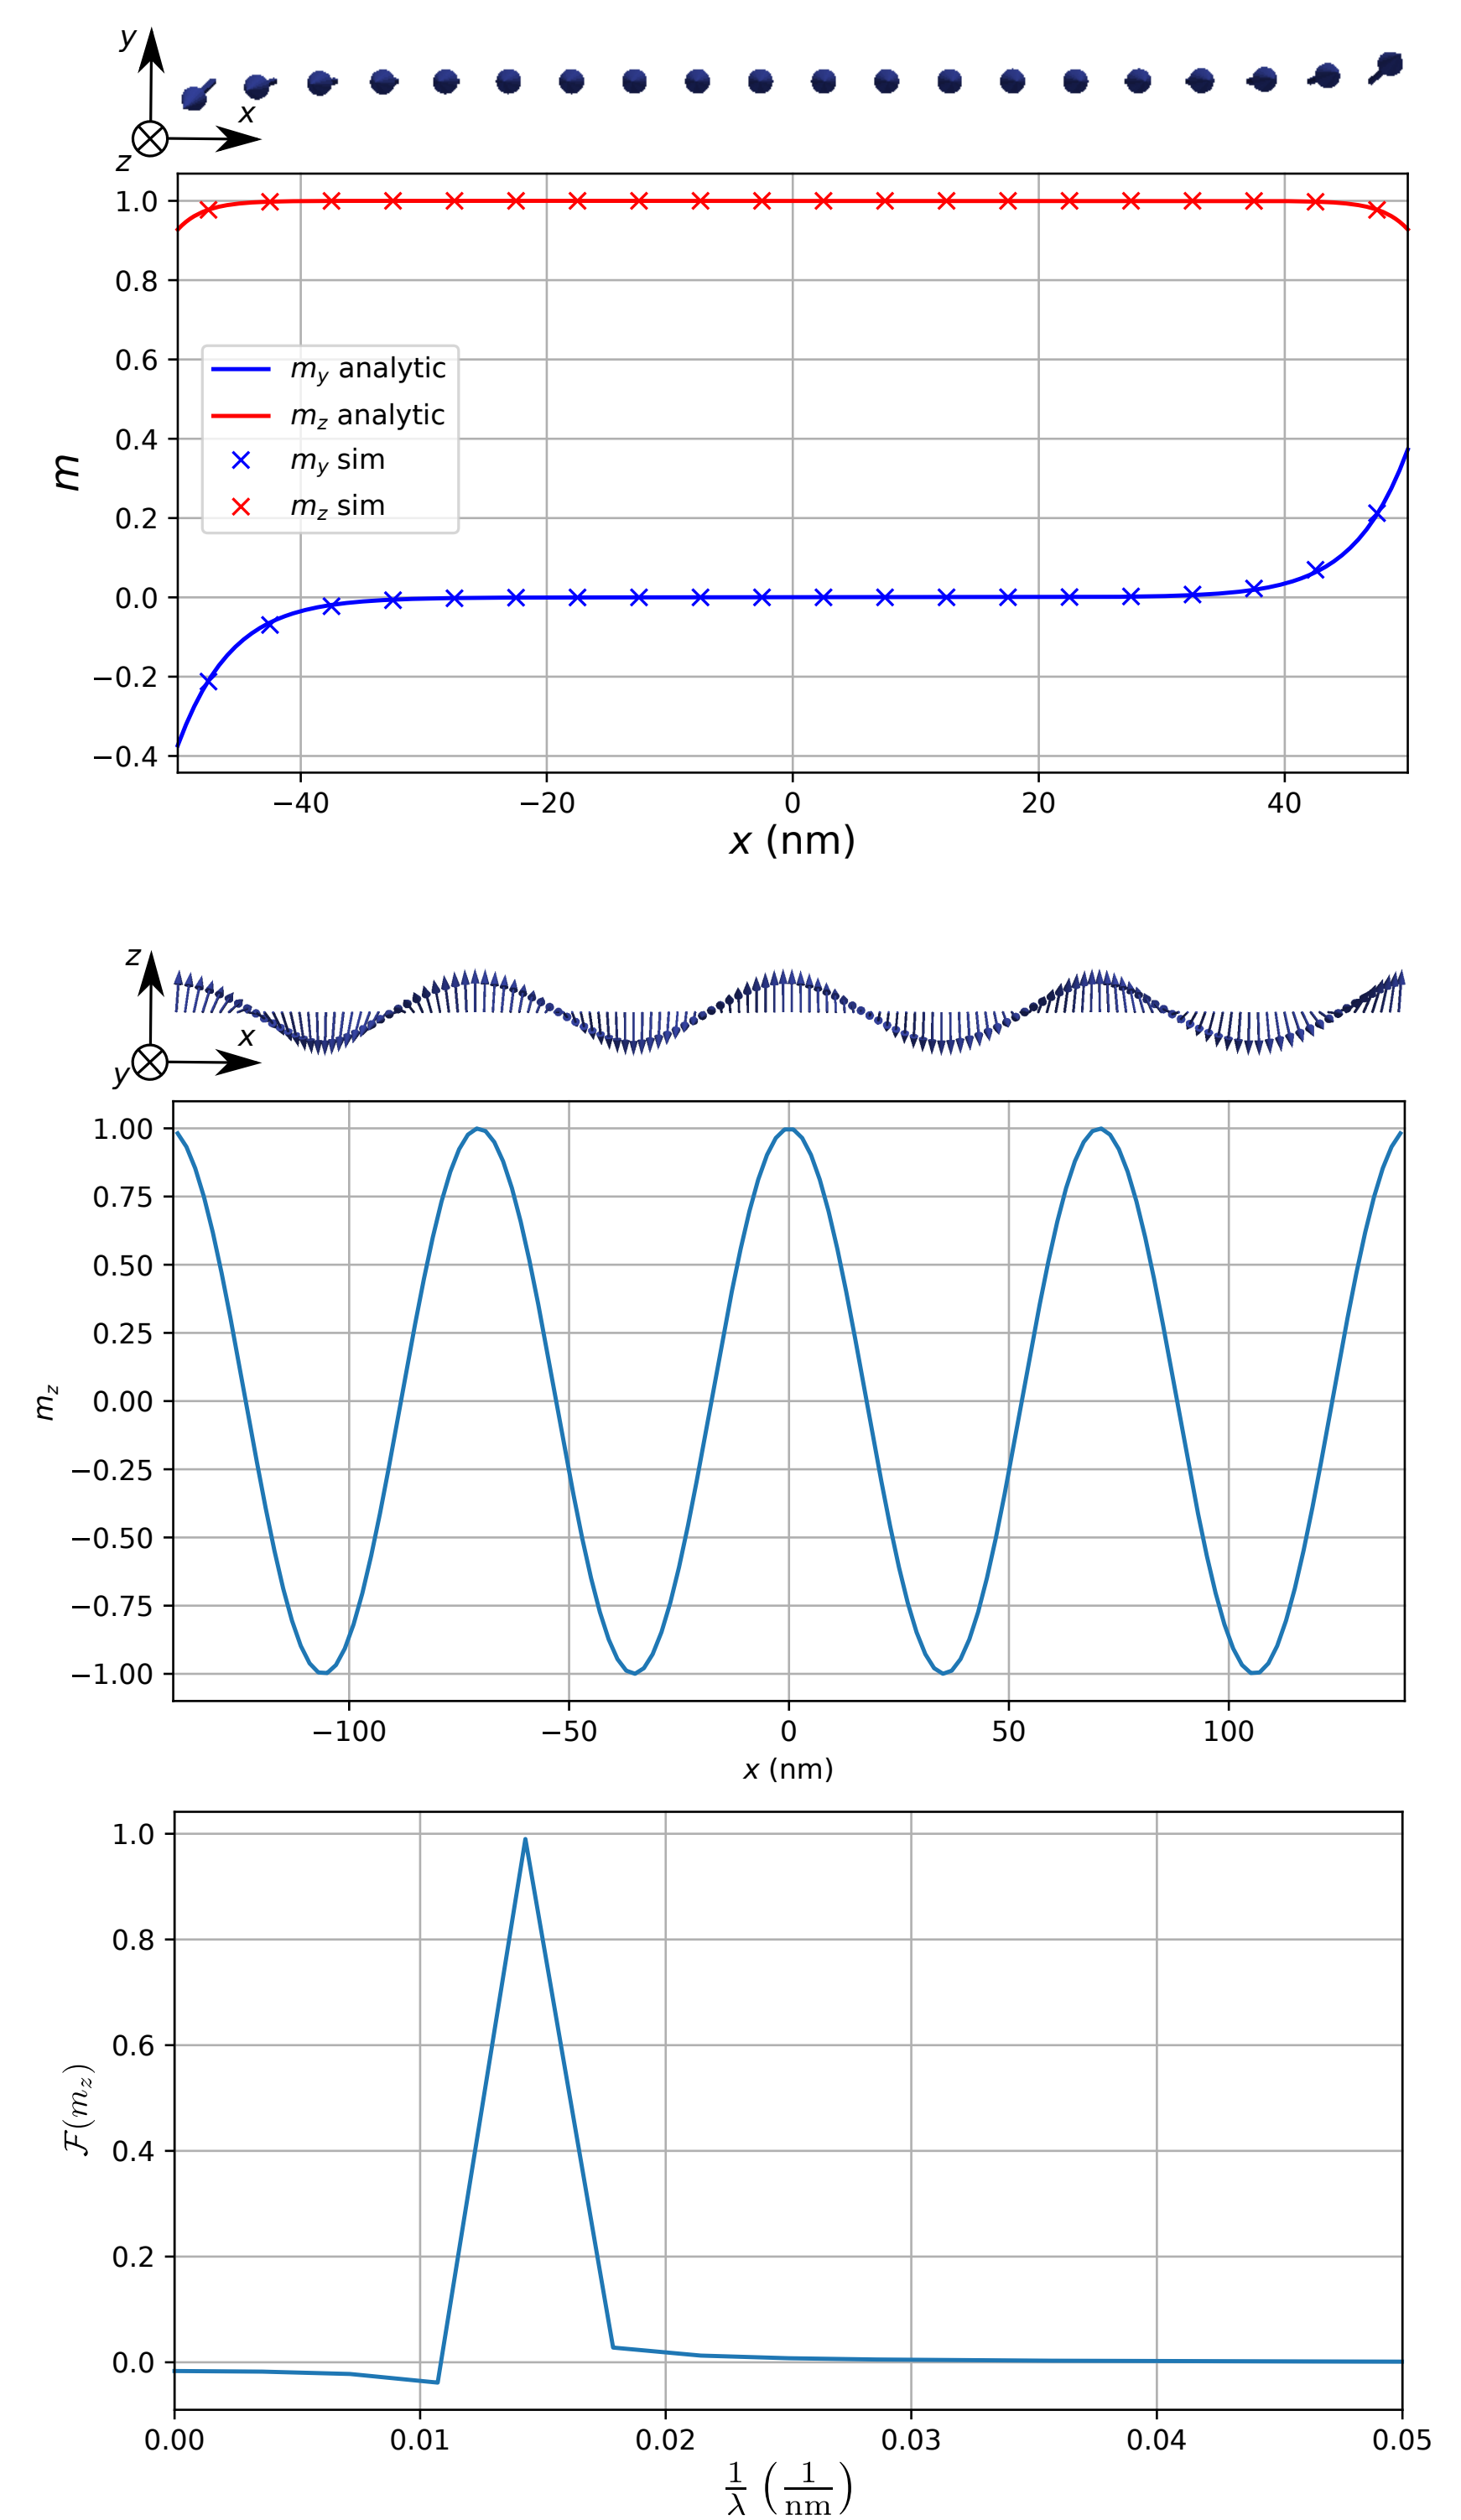 y
x
z
1.0
0.8
0.6
0.4
0.2
0.0
−0.2
−0.4
m
m_y analytic
m_z analytic
m_y sim
m_z sim
−40 −20 0 20 40
x (nm)
z
x
y
1.00
0.75
0.50
0.25
0.00
−0.25
−0.50
−0.75
−1.00
m_z
−100 −50 0 50 100
x (nm)
1.0
0.8
0.6
0.4
0.2
0.0
ℱ(m_z)
0.00 0.01 0.02 0.03 0.04 0.05
1/λ (1/nm)